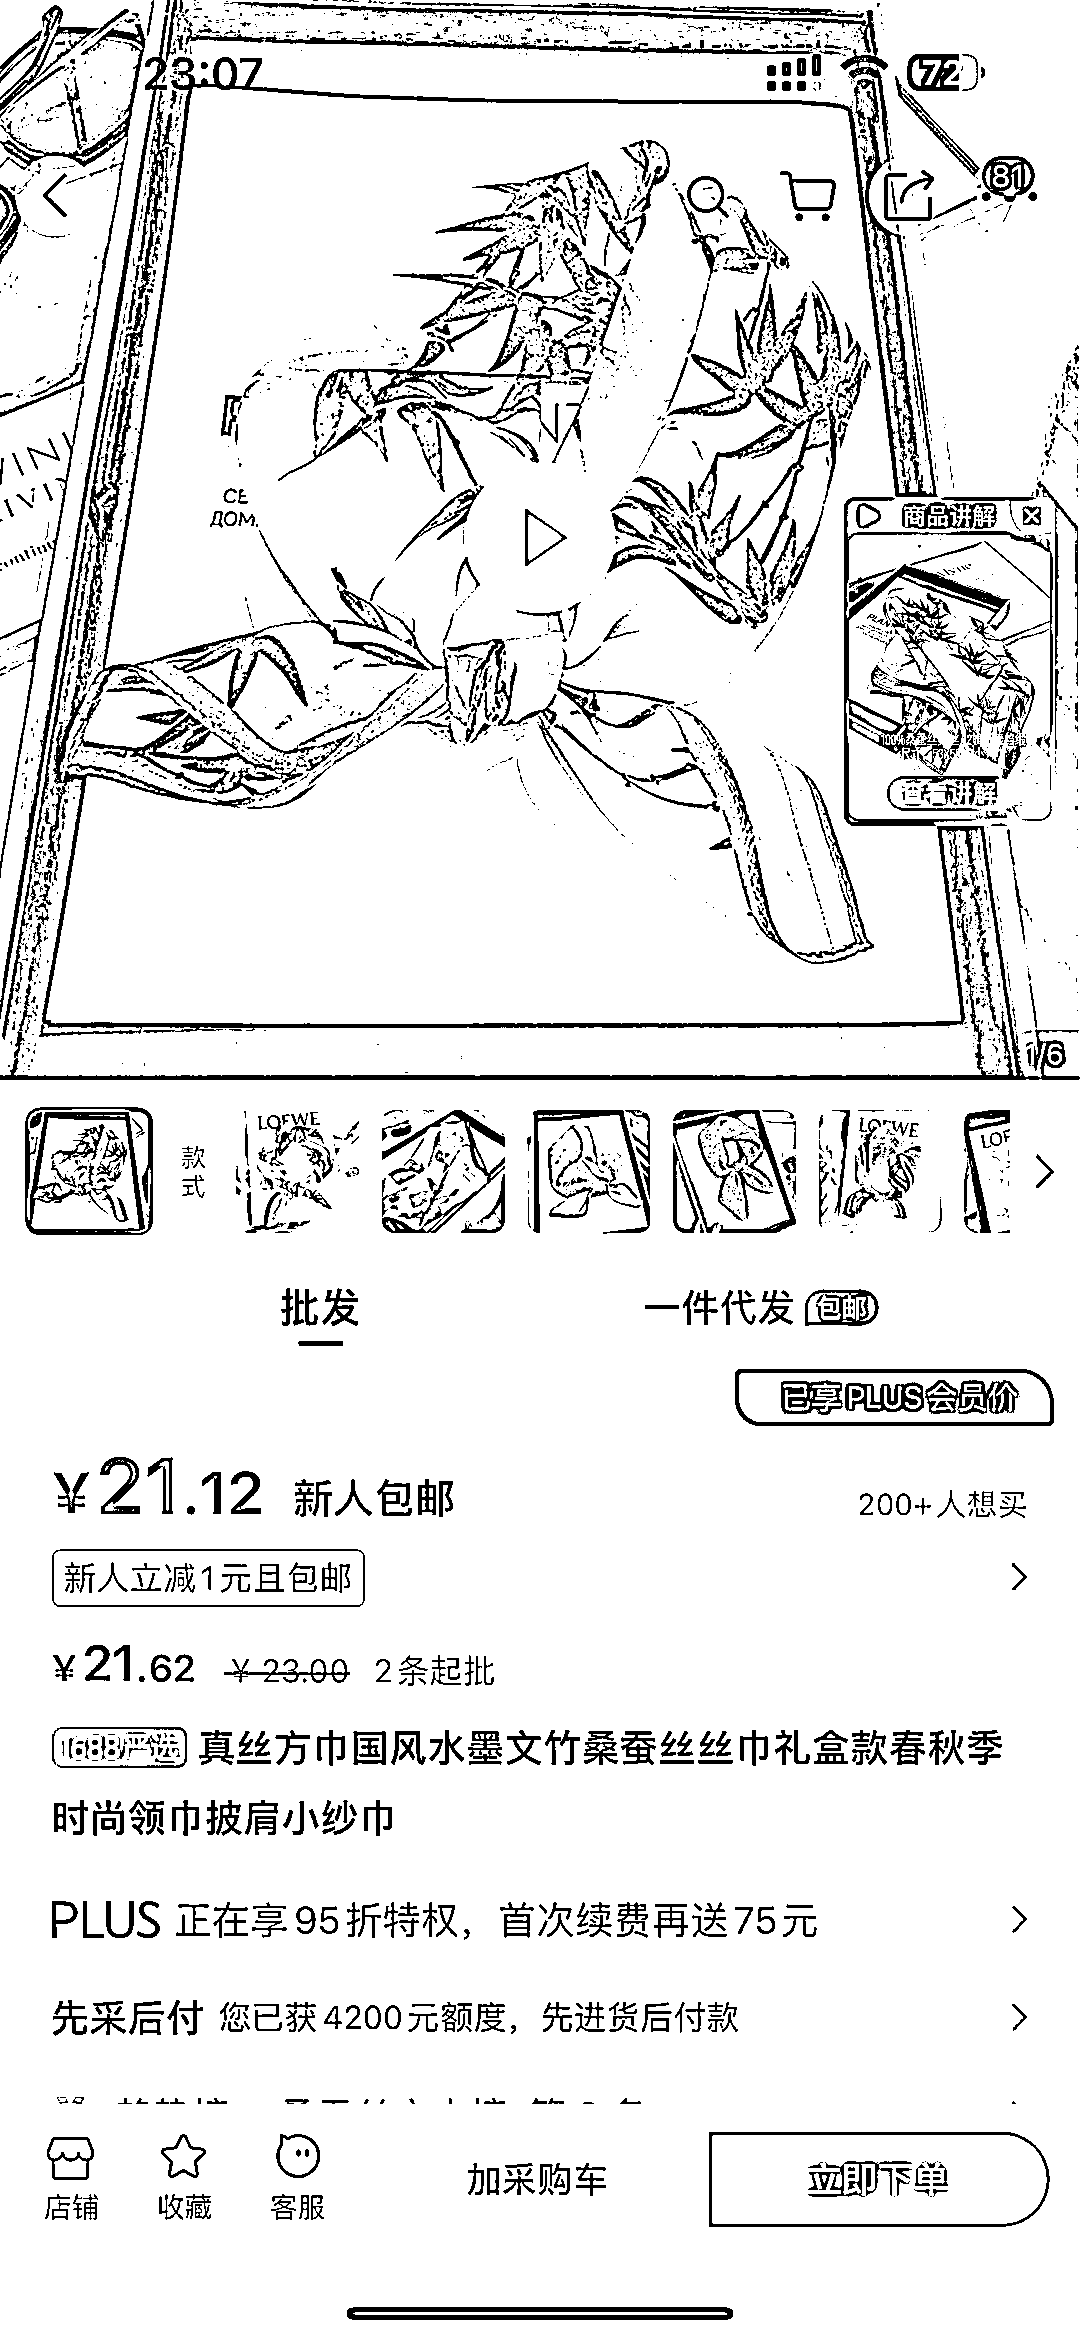 23:07
72
81
VINI
IVIV
СЕ
ДОМ.
商品讲解
查看讲解
1/6
LOEWE
LOEWE
LOF
款式
批发
一件代发 包邮
已享PLUS会员价
¥21.12 新人包邮
200+人想买
新人立减1元且包邮
¥21.62 ¥23.00 2条起批
1688严选 真丝方巾国风水墨文竹桑蚕丝丝巾礼盒款春秋季
时尚领巾披肩小纱巾
PLUS 正在享95折特权，首次续费再送75元
先采后付 您已获4200元额度，先进货后付款
店铺
收藏
客服
加采购车
立即下单